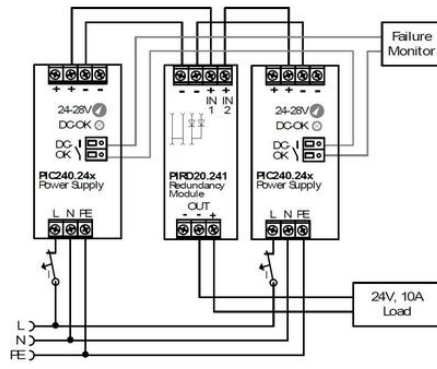 Failure
Monitor
+ + - -
- - + +
IN IN
1 2
+ + - -
24-28V
DC-OK
DC-
OK
PIC240.24x
Power Supply
L N PE
PIRD20.241
Redundancy
Module
OUT
- - +
24-28V
DC-OK
DC-
OK
PIC240.24x
Power Supply
L N PE
24V, 10A
Load
L
N
PE
I
I